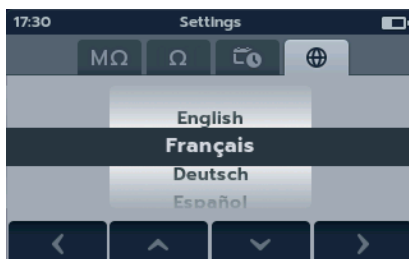 17:30 Settings
MΩ Ω
English
Français
Deutsch
Español